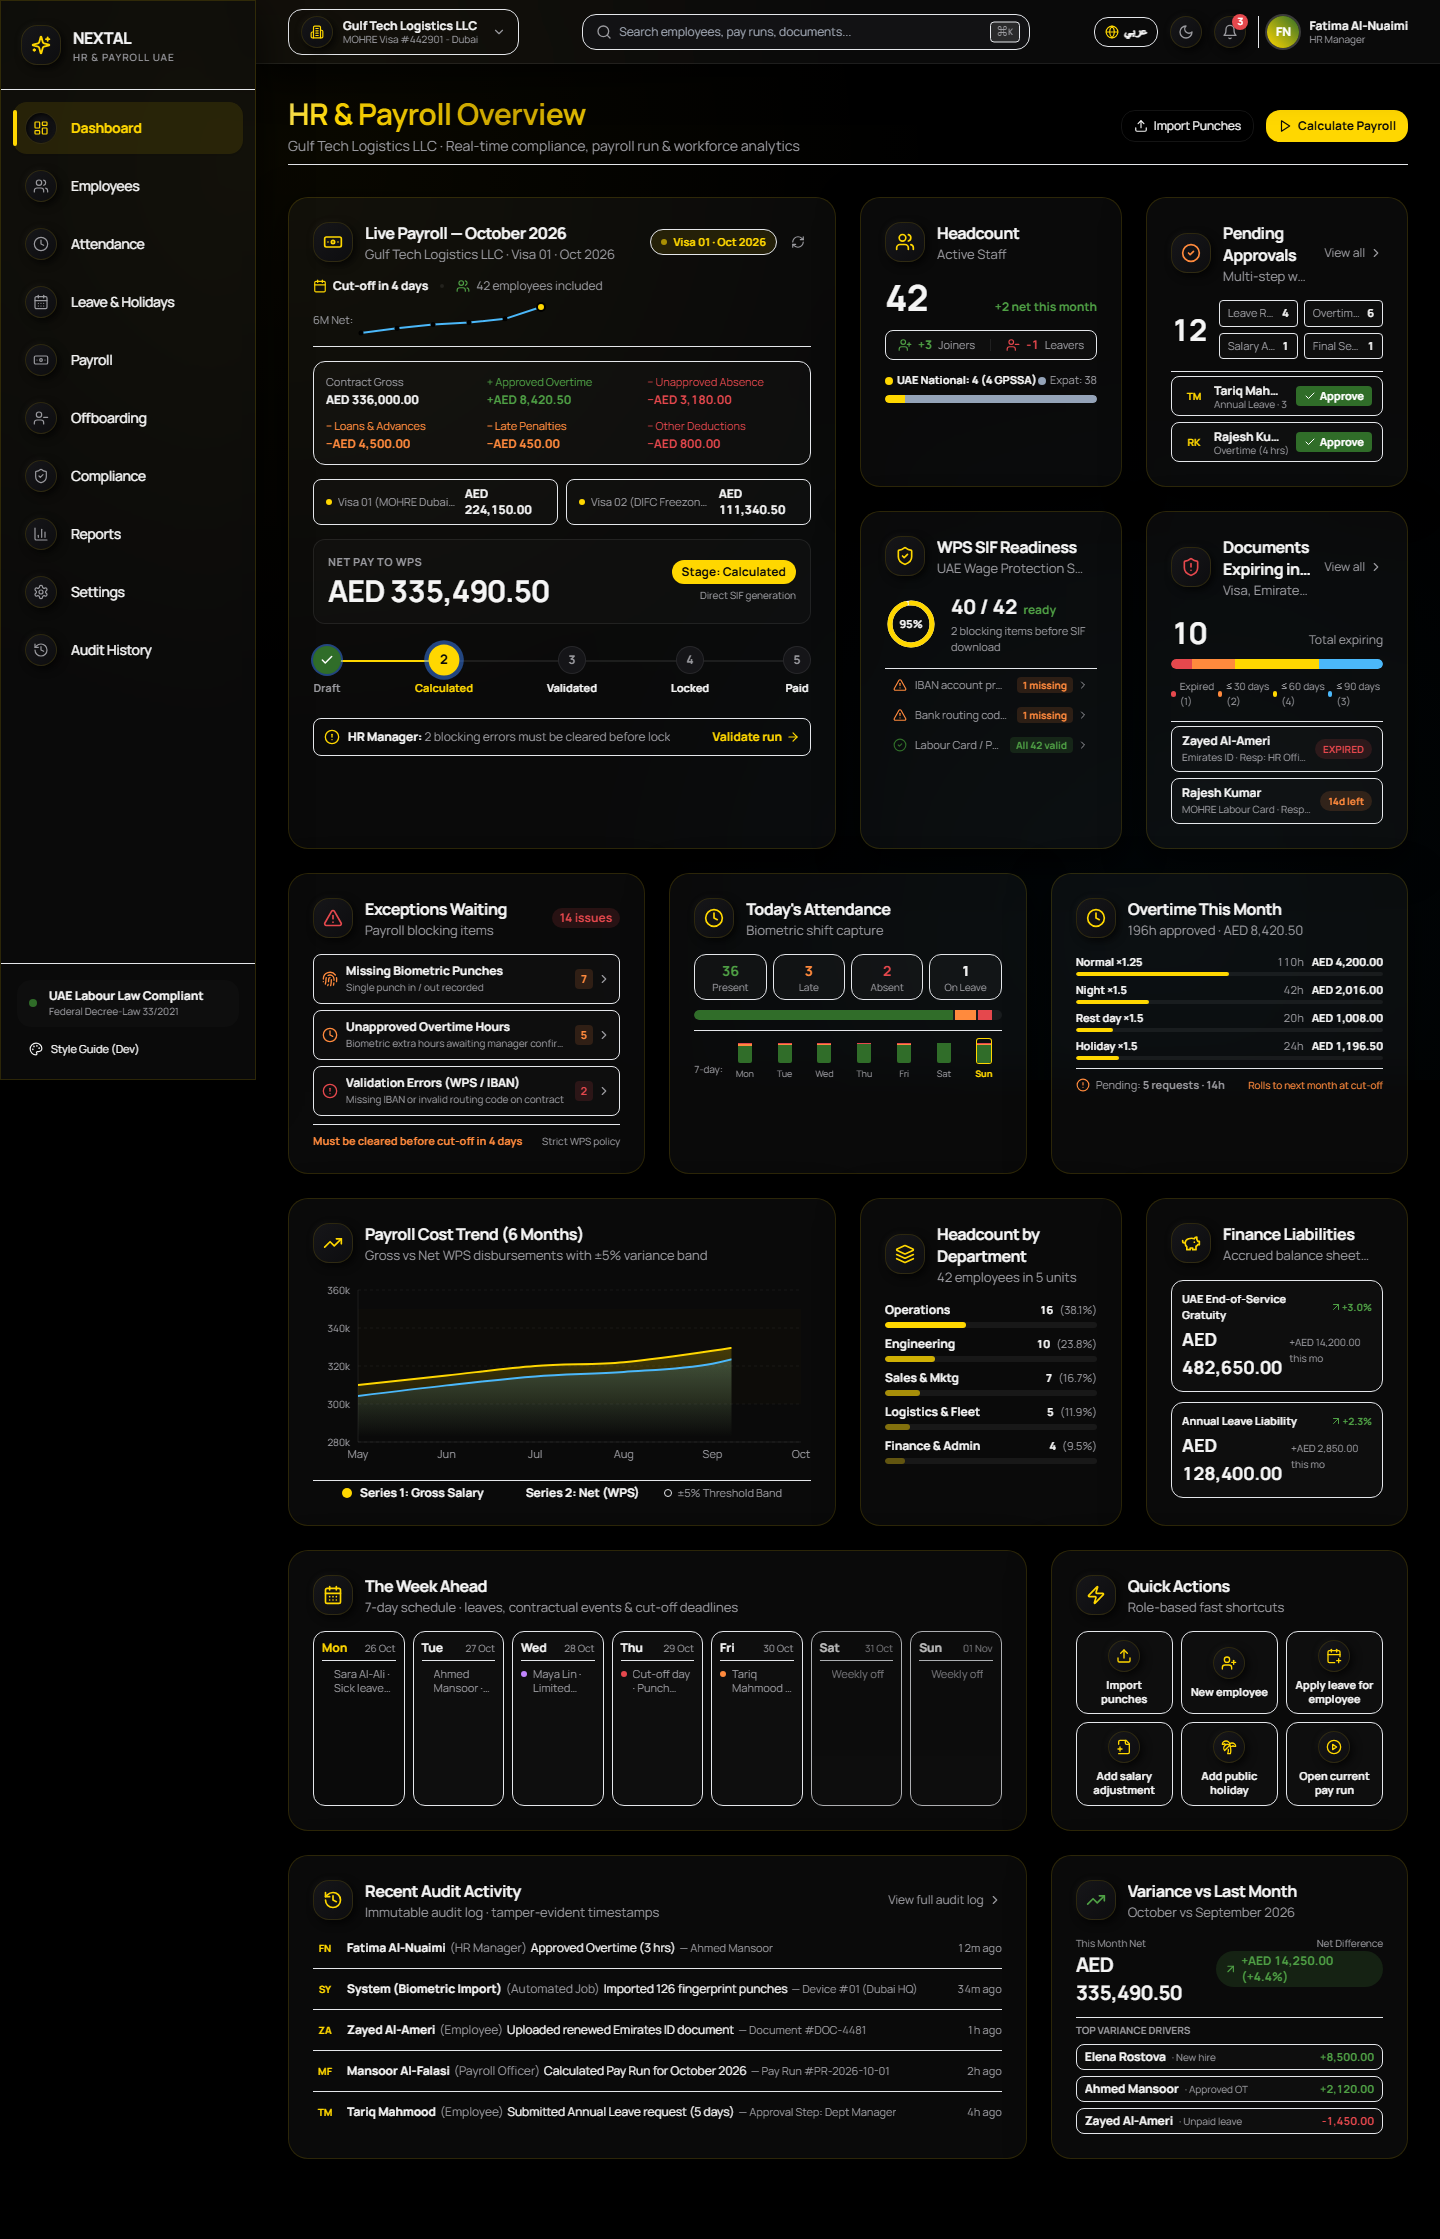 NEXTAL
HR & PAYROLL UAE
Dashboard
Employees
Attendance
Leave & Holidays
Payroll
Offboarding
Compliance
Reports
Settings
Audit History
UAE Labour Law Compliant
Federal Decree-Law 33/2021
Style Guide (Dev)
Gulf Tech Logistics LLC
MOHRE Visa #442901 - Dubai
Search employees, pay runs, documents...
⌘K
عربي
3
FN
Fatima Al-Nuaimi
HR Manager
HR & Payroll Overview
Gulf Tech Logistics LLC · Real-time compliance, payroll run & workforce analytics
Import Punches
Calculate Payroll
Live Payroll — October 2026
Gulf Tech Logistics LLC · Visa 01 · Oct 2026
Visa 01 · Oct 2026
Cut-off in 4 days
42 employees included
6M Net:
Contract Gross
AED 336,000.00
+ Approved Overtime
+AED 8,420.50
− Unapproved Absence
−AED 3,180.00
− Loans & Advances
−AED 4,500.00
− Late Penalties
−AED 450.00
− Other Deductions
−AED 800.00
Visa 01 (MOHRE Dubai...
AED 224,150.00
Visa 02 (DIFC Freezon...
AED 111,340.50
NET PAY TO WPS
AED 335,490.50
Stage: Calculated
Direct SIF generation
2
3
4
5
Draft
Calculated
Validated
Locked
Paid
HR Manager: 2 blocking errors must be cleared before lock
Validate run →
Headcount
Active Staff
42
+2 net this month
+3 Joiners
-1 Leavers
UAE National: 4 (4 GPSSA)
Expat: 38
Pending Approvals
Multi-step w...
View all
12
Leave R... 4
Overtim... 6
Salary A... 1
Final Se... 1
TM
Tariq Mah...
Annual Leave · 3
Approve
RK
Rajesh Ku...
Overtime (4 hrs)
Approve
WPS SIF Readiness
UAE Wage Protection S...
95%
40 / 42 ready
2 blocking items before SIF download
IBAN account pr...
1 missing
Bank routing cod...
1 missing
Labour Card / P...
All 42 valid
Documents Expiring in...
Visa, Emirate...
View all
10
Total expiring
Expired (1)
≤ 30 days (2)
≤ 60 days (4)
≤ 90 days (3)
Zayed Al-Ameri
Emirates ID · Resp: HR Offi...
EXPIRED
Rajesh Kumar
MOHRE Labour Card · Resp...
14d left
Exceptions Waiting
Payroll blocking items
14 issues
Missing Biometric Punches
Single punch in / out recorded
7
Unapproved Overtime Hours
Biometric extra hours awaiting manager confir...
5
Validation Errors (WPS / IBAN)
Missing IBAN or invalid routing code on contract
2
Must be cleared before cut-off in 4 days
Strict WPS policy
Today's Attendance
Biometric shift capture
36
Present
3
Late
2
Absent
1
On Leave
7-day:
Mon
Tue
Wed
Thu
Fri
Sat
Sun
Overtime This Month
196h approved · AED 8,420.50
Normal ×1.25 110h AED 4,200.00
Night ×1.5 42h AED 2,016.00
Rest day ×1.5 20h AED 1,008.00
Holiday ×1.5 24h AED 1,196.50
Pending: 5 requests · 14h
Rolls to next month at cut-off
Payroll Cost Trend (6 Months)
Gross vs Net WPS disbursements with ±5% variance band
360k
340k
320k
300k
280k
May
Jun
Jul
Aug
Sep
Oct
Series 1: Gross Salary
Series 2: Net (WPS)
±5% Threshold Band
Headcount by Department
42 employees in 5 units
Operations 16 (38.1%)
Engineering 10 (23.8%)
Sales & Mktg 7 (16.7%)
Logistics & Fleet 5 (11.9%)
Finance & Admin 4 (9.5%)
Finance Liabilities
Accrued balance sheet...
UAE End-of-Service Gratuity
+3.0%
AED 482,650.00
+AED 14,200.00 this mo
Annual Leave Liability
+2.3%
AED 128,400.00
+AED 2,850.00 this mo
The Week Ahead
7-day schedule · leaves, contractual events & cut-off deadlines
Mon 26 Oct
Sara Al-Ali · Sick leave...
Tue 27 Oct
Ahmed Mansoor ·...
Wed 28 Oct
Maya Lin · Limited...
Thu 29 Oct
Cut-off day · Punch...
Fri 30 Oct
Tariq Mahmood ...
Sat 31 Oct
Weekly off
Sun 01 Nov
Weekly off
Quick Actions
Role-based fast shortcuts
Import punches
New employee
Apply leave for employee
Add salary adjustment
Add public holiday
Open current pay run
Recent Audit Activity
Immutable audit log · tamper-evident timestamps
View full audit log
FN Fatima Al-Nuaimi (HR Manager) Approved Overtime (3 hrs) — Ahmed Mansoor 12m ago
SY System (Biometric Import) (Automated Job) Imported 126 fingerprint punches — Device #01 (Dubai HQ) 34m ago
ZA Zayed Al-Ameri (Employee) Uploaded renewed Emirates ID document — Document #DOC-4481 1h ago
MF Mansoor Al-Falasi (Payroll Officer) Calculated Pay Run for October 2026 — Pay Run #PR-2026-10-01 2h ago
TM Tariq Mahmood (Employee) Submitted Annual Leave request (5 days) — Approval Step: Dept Manager 4h ago
Variance vs Last Month
October vs September 2026
This Month Net
AED 335,490.50
Net Difference
+AED 14,250.00 (+4.4%)
TOP VARIANCE DRIVERS
Elena Rostova · New hire +8,500.00
Ahmed Mansoor · Approved OT +2,120.00
Zayed Al-Ameri · Unpaid leave -1,450.00